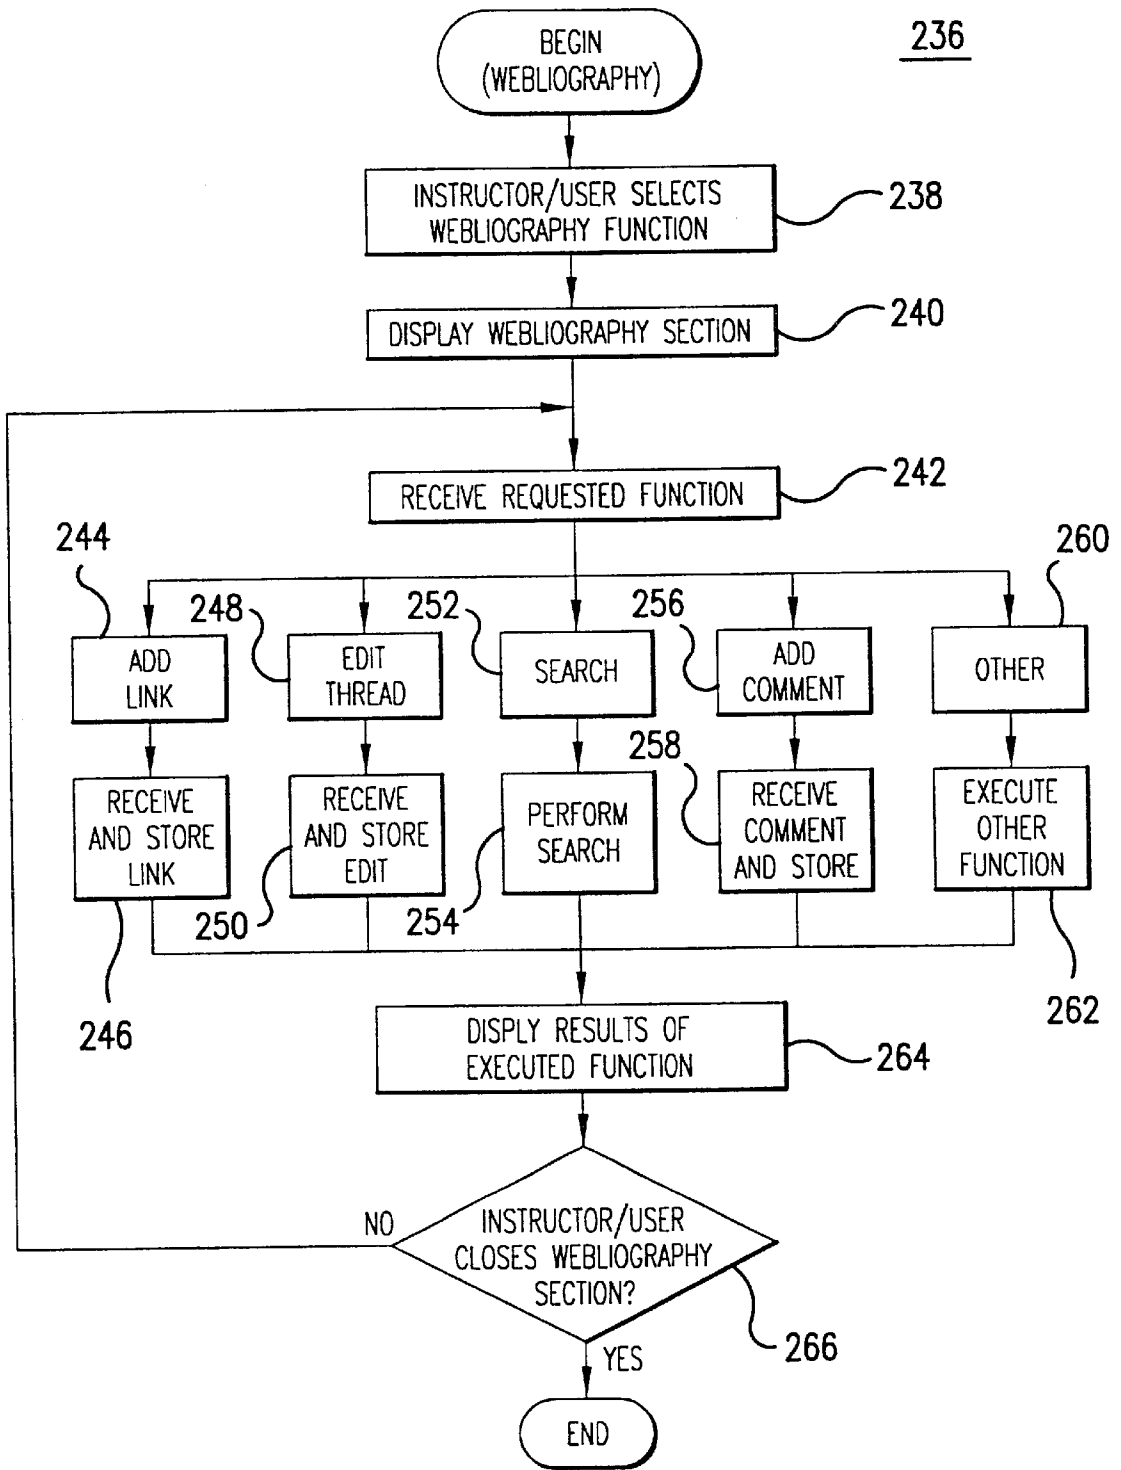 BEGIN
(WEBLIOGRAPHY)
236
INSTRUCTOR/USER SELECTS
WEBLIOGRAPHY FUNCTION
238
DISPLAY WEBLIOGRAPHY SECTION
240
RECEIVE REQUESTED FUNCTION
242
244
ADD
LINK
248
EDIT
THREAD
252
SEARCH
256
ADD
COMMENT
260
OTHER
RECEIVE
AND STORE
LINK
246
RECEIVE
AND STORE
EDIT
250
PERFORM
SEARCH
254
258
RECEIVE
COMMENT
AND STORE
EXECUTE
OTHER
FUNCTION
262
DISPLY RESULTS OF
EXECUTED FUNCTION
264
NO
INSTRUCTOR/USER
CLOSES WEBLIOGRAPHY
SECTION?
266
YES
END